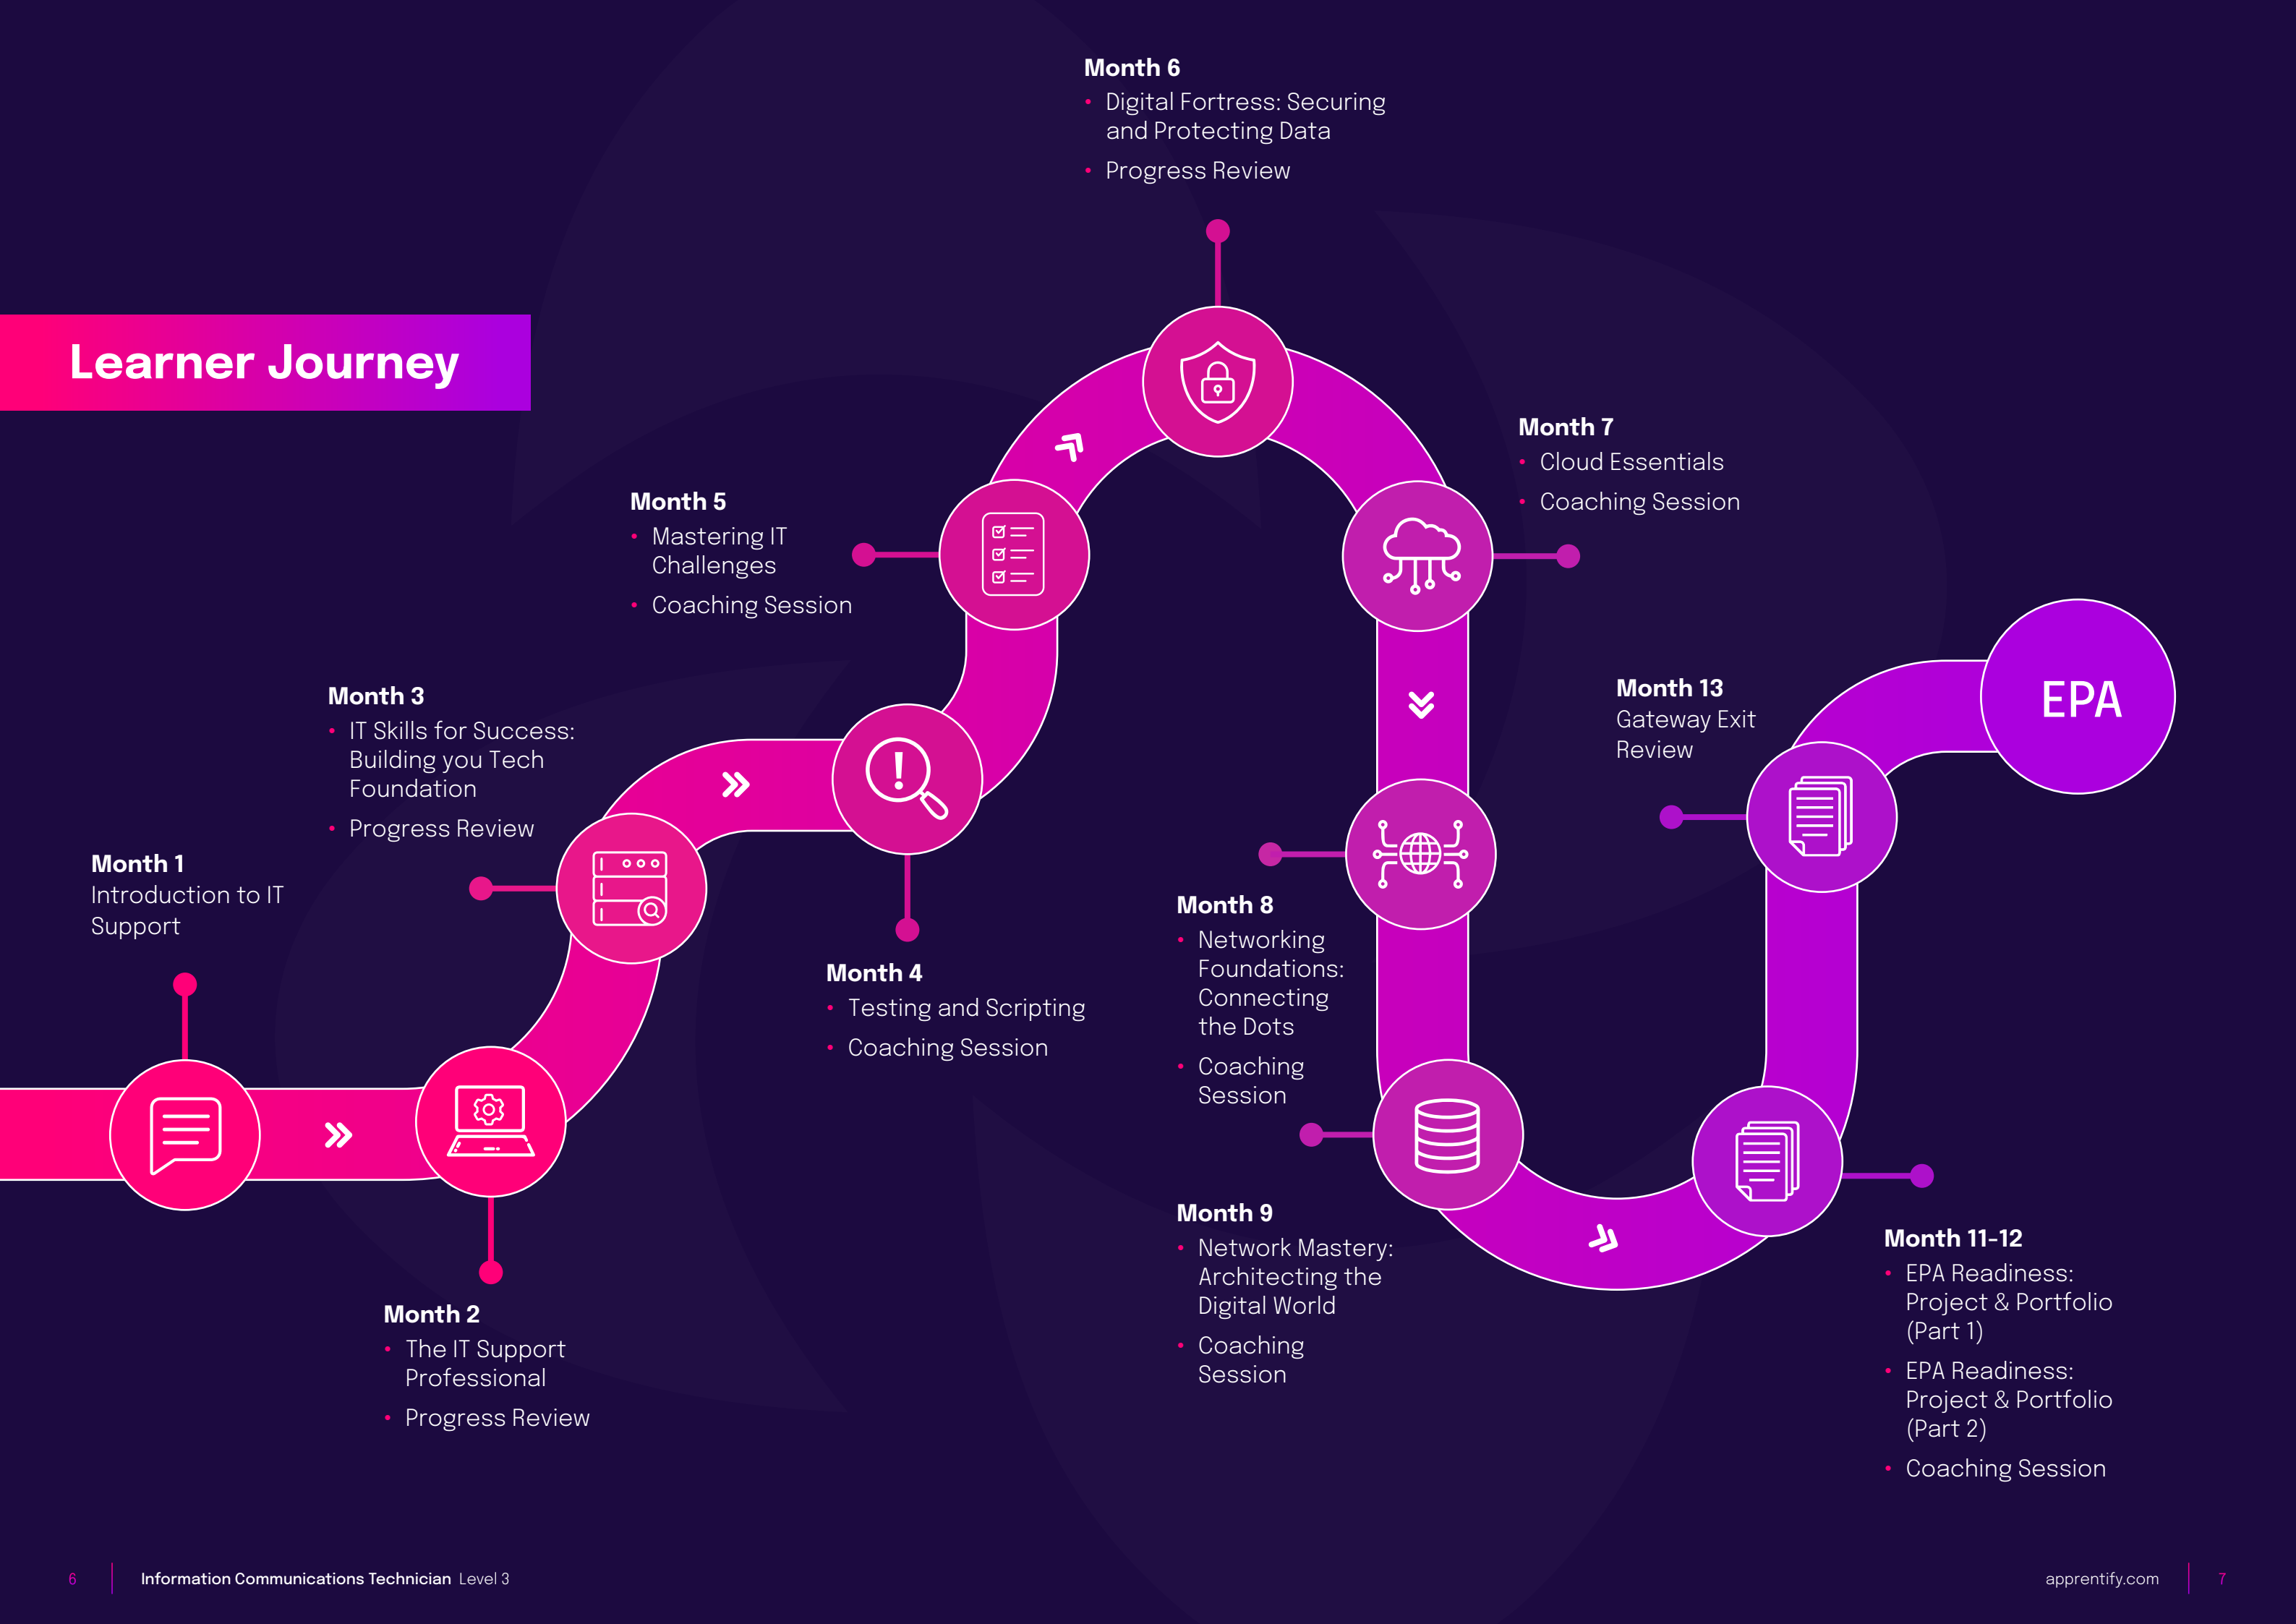 Learner Journey
Month 1
Introduction to IT
Support
Month 2
• The IT Support
Professional
• Progress Review
Month 3
• IT Skills for Success:
Building you Tech
Foundation
• Progress Review
Month 4
• Testing and Scripting
• Coaching Session
Month 5
• Mastering IT
Challenges
• Coaching Session
Month 6
• Digital Fortress: Securing
and Protecting Data
• Progress Review
Month 7
• Cloud Essentials
• Coaching Session
Month 8
• Networking
Foundations:
Connecting
the Dots
• Coaching
Session
Month 9
• Network Mastery:
Architecting the
Digital World
• Coaching
Session
Month 11-12
• EPA Readiness:
Project & Portfolio
(Part 1)
• EPA Readiness:
Project & Portfolio
(Part 2)
• Coaching Session
Month 13
Gateway Exit
Review
EPA
6 Information Communications Technician Level 3
apprentify.com 7